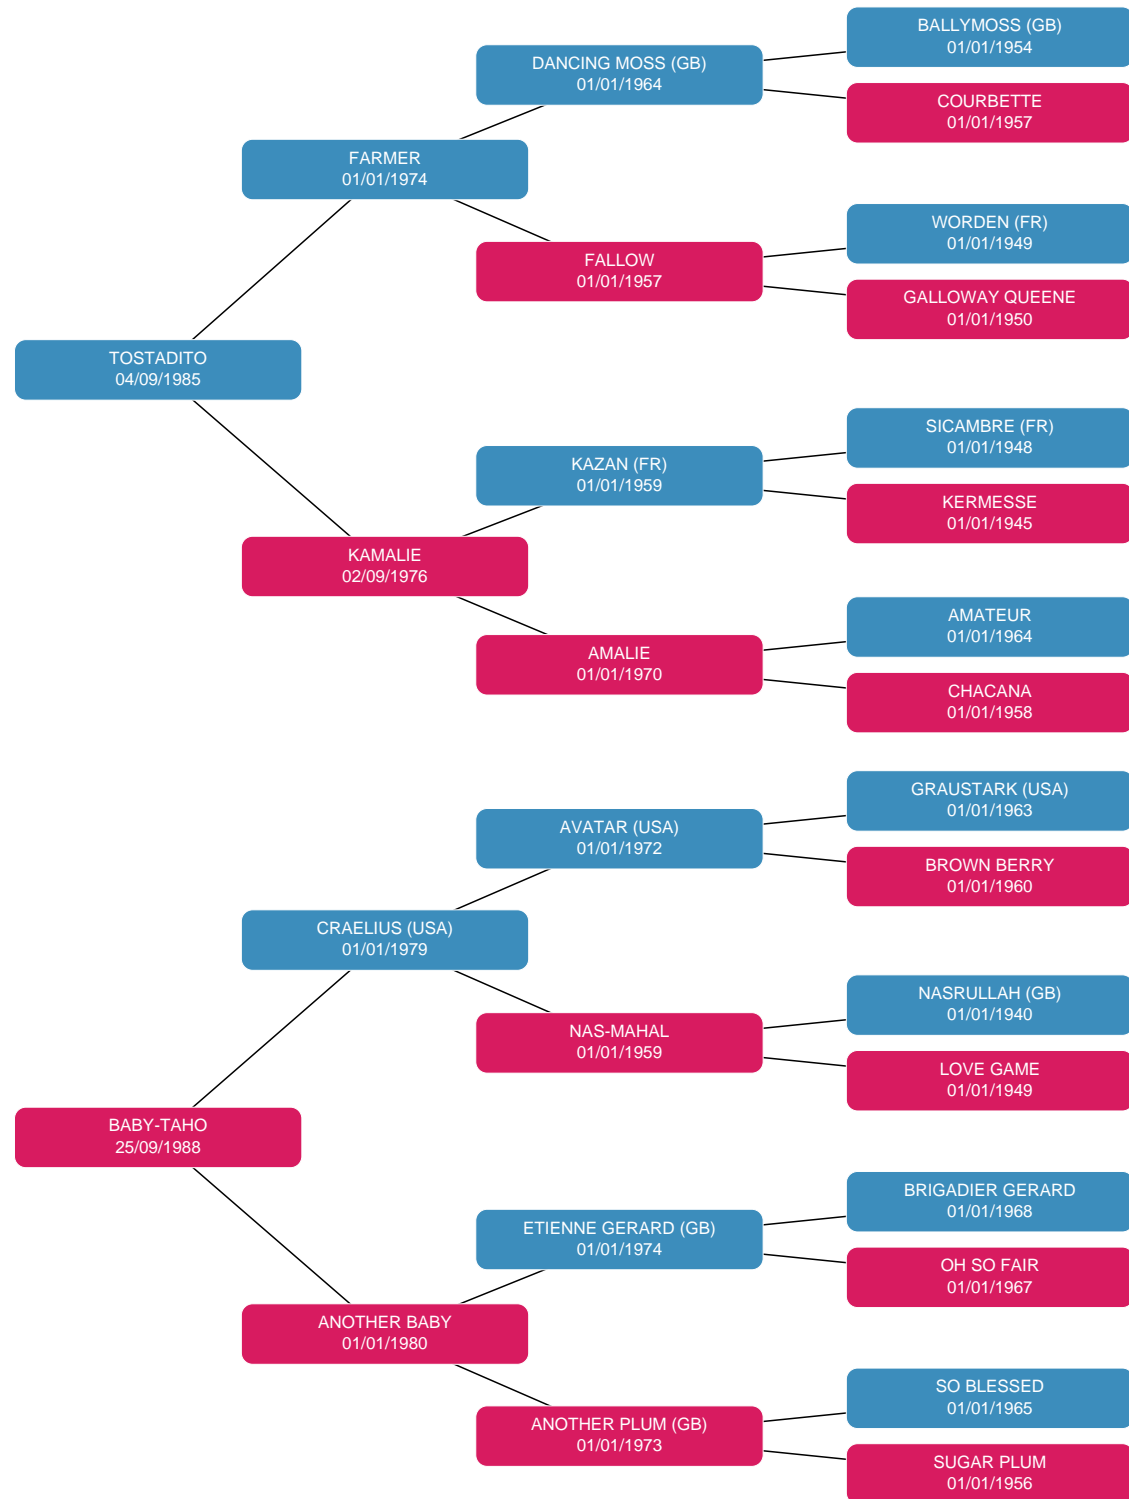 BALLYMOSS (GB)
01/01/1954
DANCING MOSS (GB)
01/01/1964
COURBETTE
01/01/1957
FARMER
01/01/1974
WORDEN (FR)
01/01/1949
FALLOW
01/01/1957
GALLOWAY QUEENE
01/01/1950
TOSTADITO
04/09/1985
SICAMBRE (FR)
01/01/1948
KAZAN (FR)
01/01/1959
KERMESSE
01/01/1945
KAMALIE
02/09/1976
AMATEUR
01/01/1964
AMALIE
01/01/1970
CHACANA
01/01/1958
GRAUSTARK (USA)
01/01/1963
AVATAR (USA)
01/01/1972
BROWN BERRY
01/01/1960
CRAELIUS (USA)
01/01/1979
NASRULLAH (GB)
01/01/1940
NAS-MAHAL
01/01/1959
LOVE GAME
01/01/1949
BABY-TAHO
25/09/1988
BRIGADIER GERARD
01/01/1968
ETIENNE GERARD (GB)
01/01/1974
OH SO FAIR
01/01/1967
ANOTHER BABY
01/01/1980
SO BLESSED
01/01/1965
ANOTHER PLUM (GB)
01/01/1973
SUGAR PLUM
01/01/1956